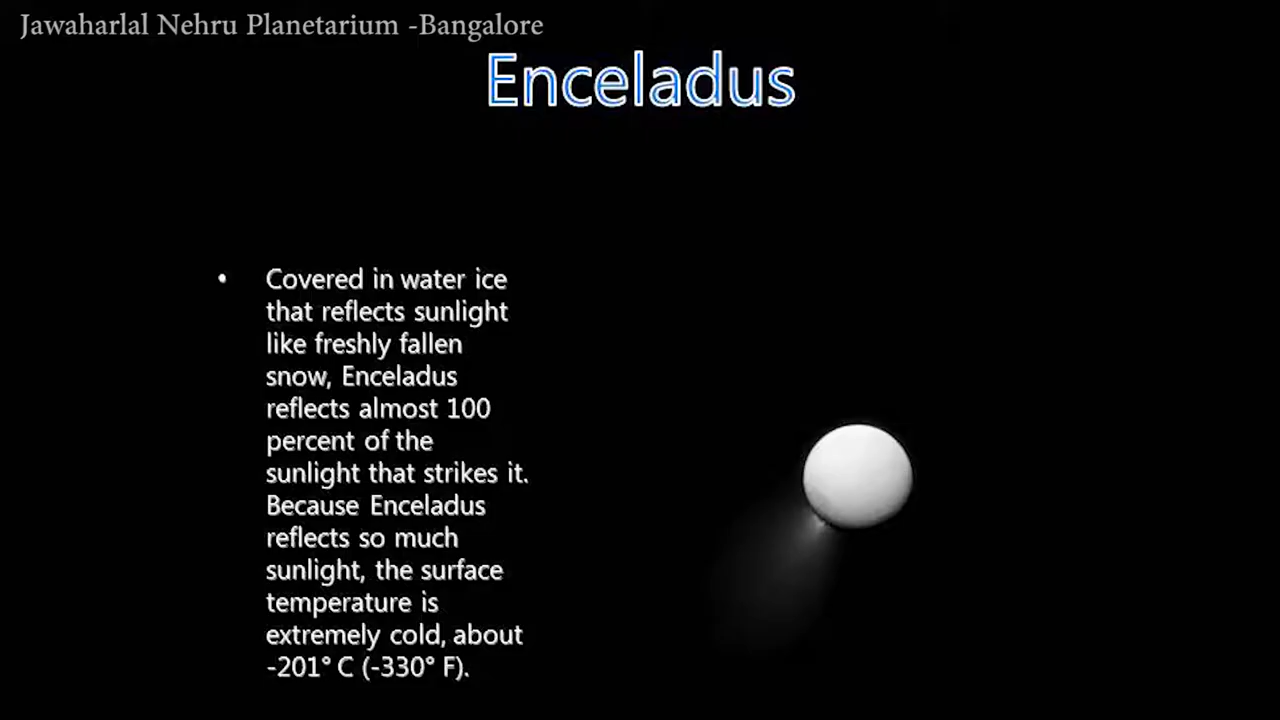 Jawaharlal Nehru Planetarium -Bangalore
Enceladus
• Covered in water ice
that reflects sunlight
like freshly fallen
snow, Enceladus
reflects almost 100
percent of the
sunlight that strikes it.
Because Enceladus
reflects so much
sunlight, the surface
temperature is
extremely cold, about
-201° C (-330° F).